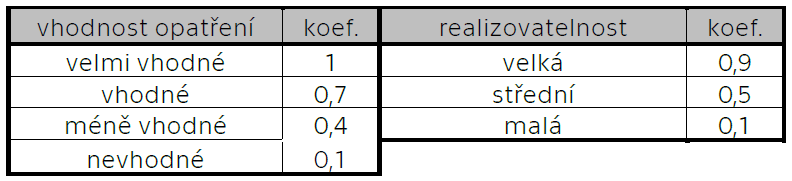 vhodnost opatření koef. realizovatelnost koef.
velmi vhodné 1 velká 0,9
vhodné 0,7 střední 0,5
méně vhodné 0,4 malá 0,1
nevhodné 0,1